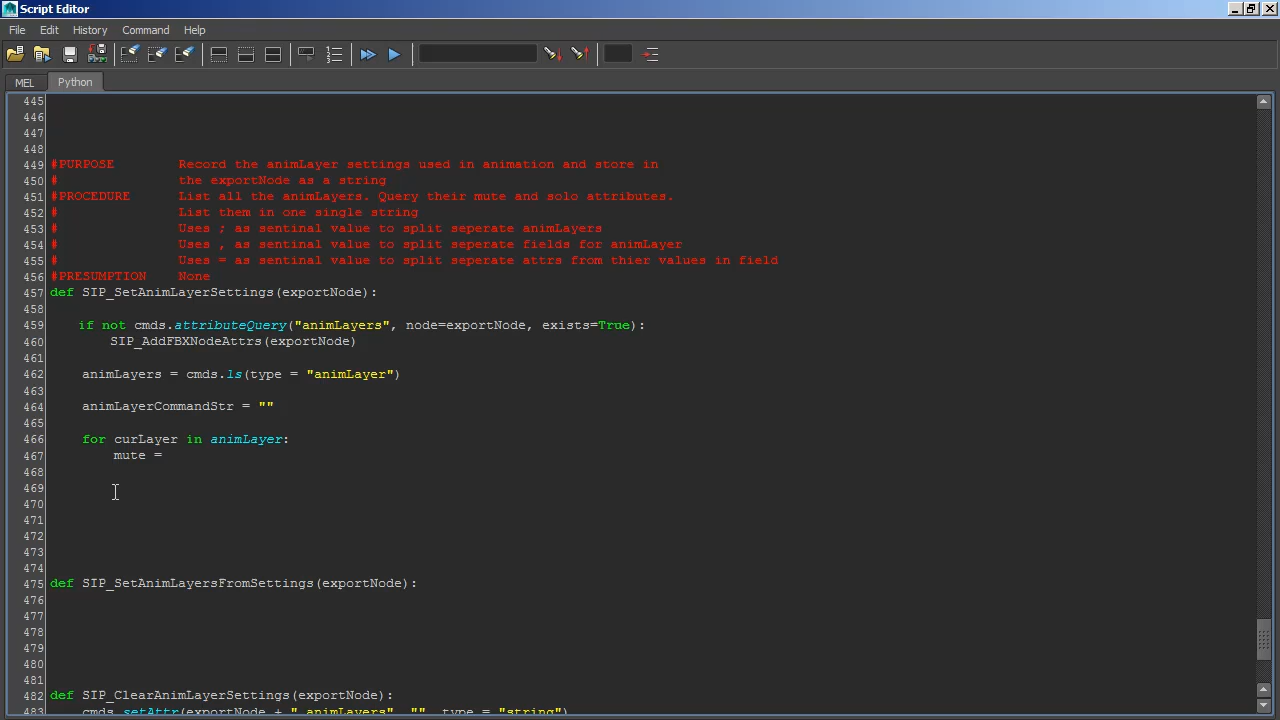 Script Editor
File Edit History Command Help
MEL Python
445
446
447
448
449 #PURPOSE Record the animLayer settings used in animation and store in
450 # the exportNode as a string
451 #PROCEDURE List all the animLayers. Query their mute and solo attributes.
452 # List them in one single string
453 # Uses ; as sentinal value to split seperate animLayers
454 # Uses , as sentinal value to split seperate fields for animLayer
455 # Uses = as sentinal value to split seperate attrs from thier values in field
456 #PRESUMPTION None
457 def SIP_SetAnimLayerSettings(exportNode):
458
459 if not cmds.attributeQuery("animLayers", node=exportNode, exists=True):
460 SIP_AddFBXNodeAttrs(exportNode)
461
462 animLayers = cmds.ls(type = "animLayer")
463
464 animLayerCommandStr = ""
465
466 for curLayer in animLayer:
467 mute =
468
469
470
471
472
473
474
475 def SIP_SetAnimLayersFromSettings(exportNode):
476
477
478
479
480
481
482 def SIP_ClearAnimLayerSettings(exportNode):
483 cmds.setAttr(exportNode + ".animLayers", "", type = "string")